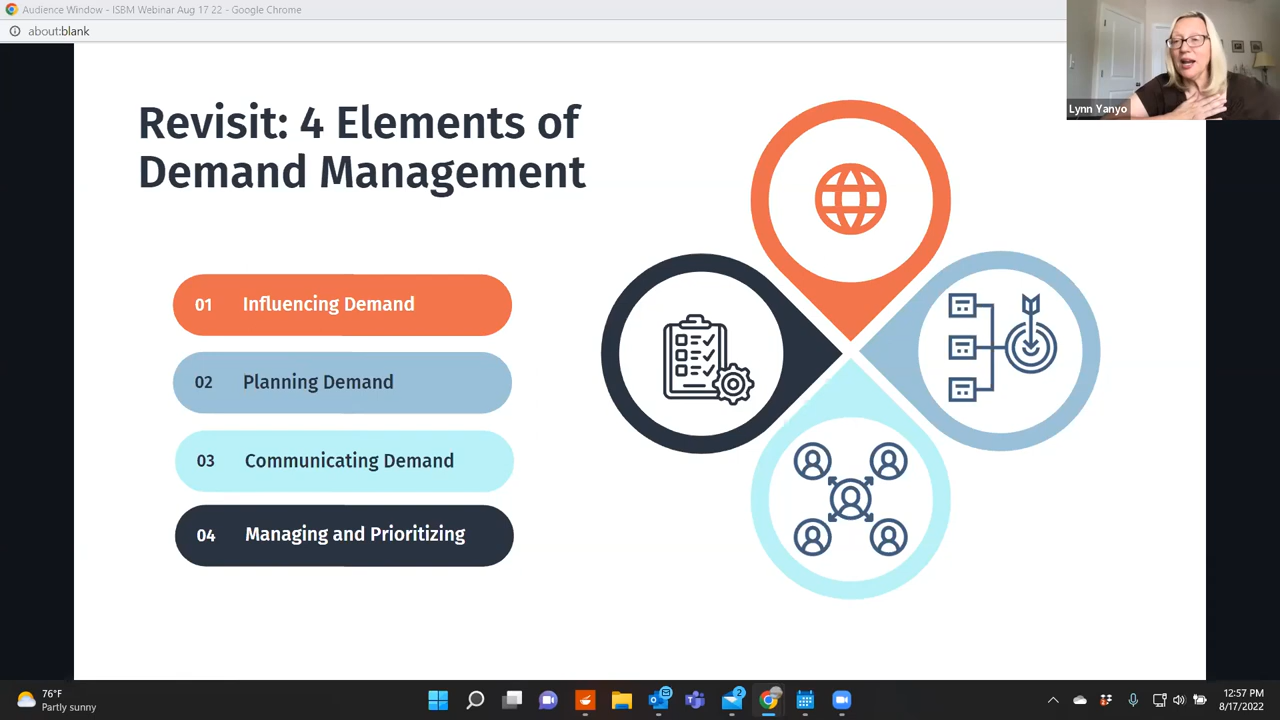 Audience Window - ISBM Webinar Aug 17 22 - Google Chrome
about:blank
Lynn Yanyo
Revisit: 4 Elements of
Demand Management
01 Influencing Demand
02 Planning Demand
03 Communicating Demand
04 Managing and Prioritizing
76°F
Partly sunny
2
12:57 PM
8/17/2022